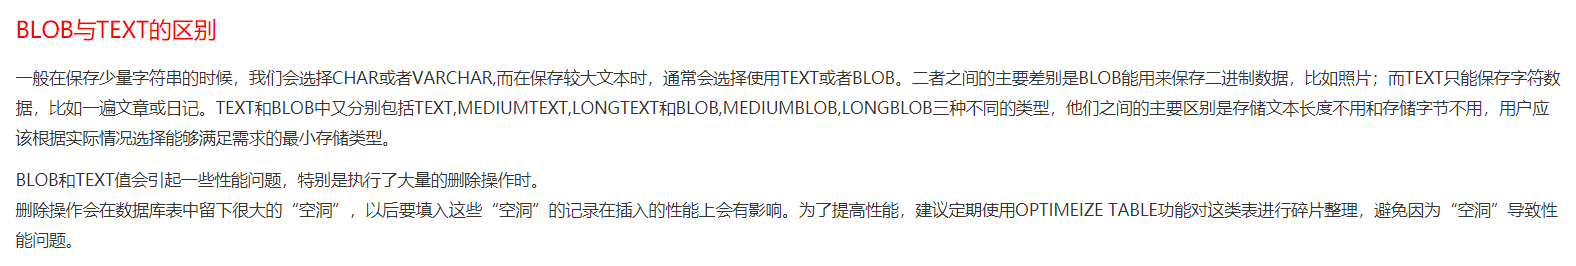 BLOB与TEXT的区别
一般在保存少量字符串的时候，我们会选择CHAR或者VARCHAR,而在保存较大文本时，通常会选择使用TEXT或者BLOB。二者之间的主要差别是BLOB能用来保存二进制数据，比如照片；而TEXT只能保存字符数
据，比如一遍文章或日记。TEXT和BLOB中又分别包括TEXT,MEDIUMTEXT,LONGTEXT和BLOB,MEDIUMBLOB,LONGBLOB三种不同的类型，他们之间的主要区别是存储文本长度不用和存储字节不用，用户应
该根据实际情况选择能够满足需求的最小存储类型。
BLOB和TEXT值会引起一些性能问题，特别是执行了大量的删除操作时。
删除操作会在数据库表中留下很大的“空洞”，以后要填入这些“空洞”的记录在插入的性能上会有影响。为了提高性能，建议定期使用OPTIMEIZE TABLE功能对这类表进行碎片整理，避免因为“空洞”导致性
能问题。